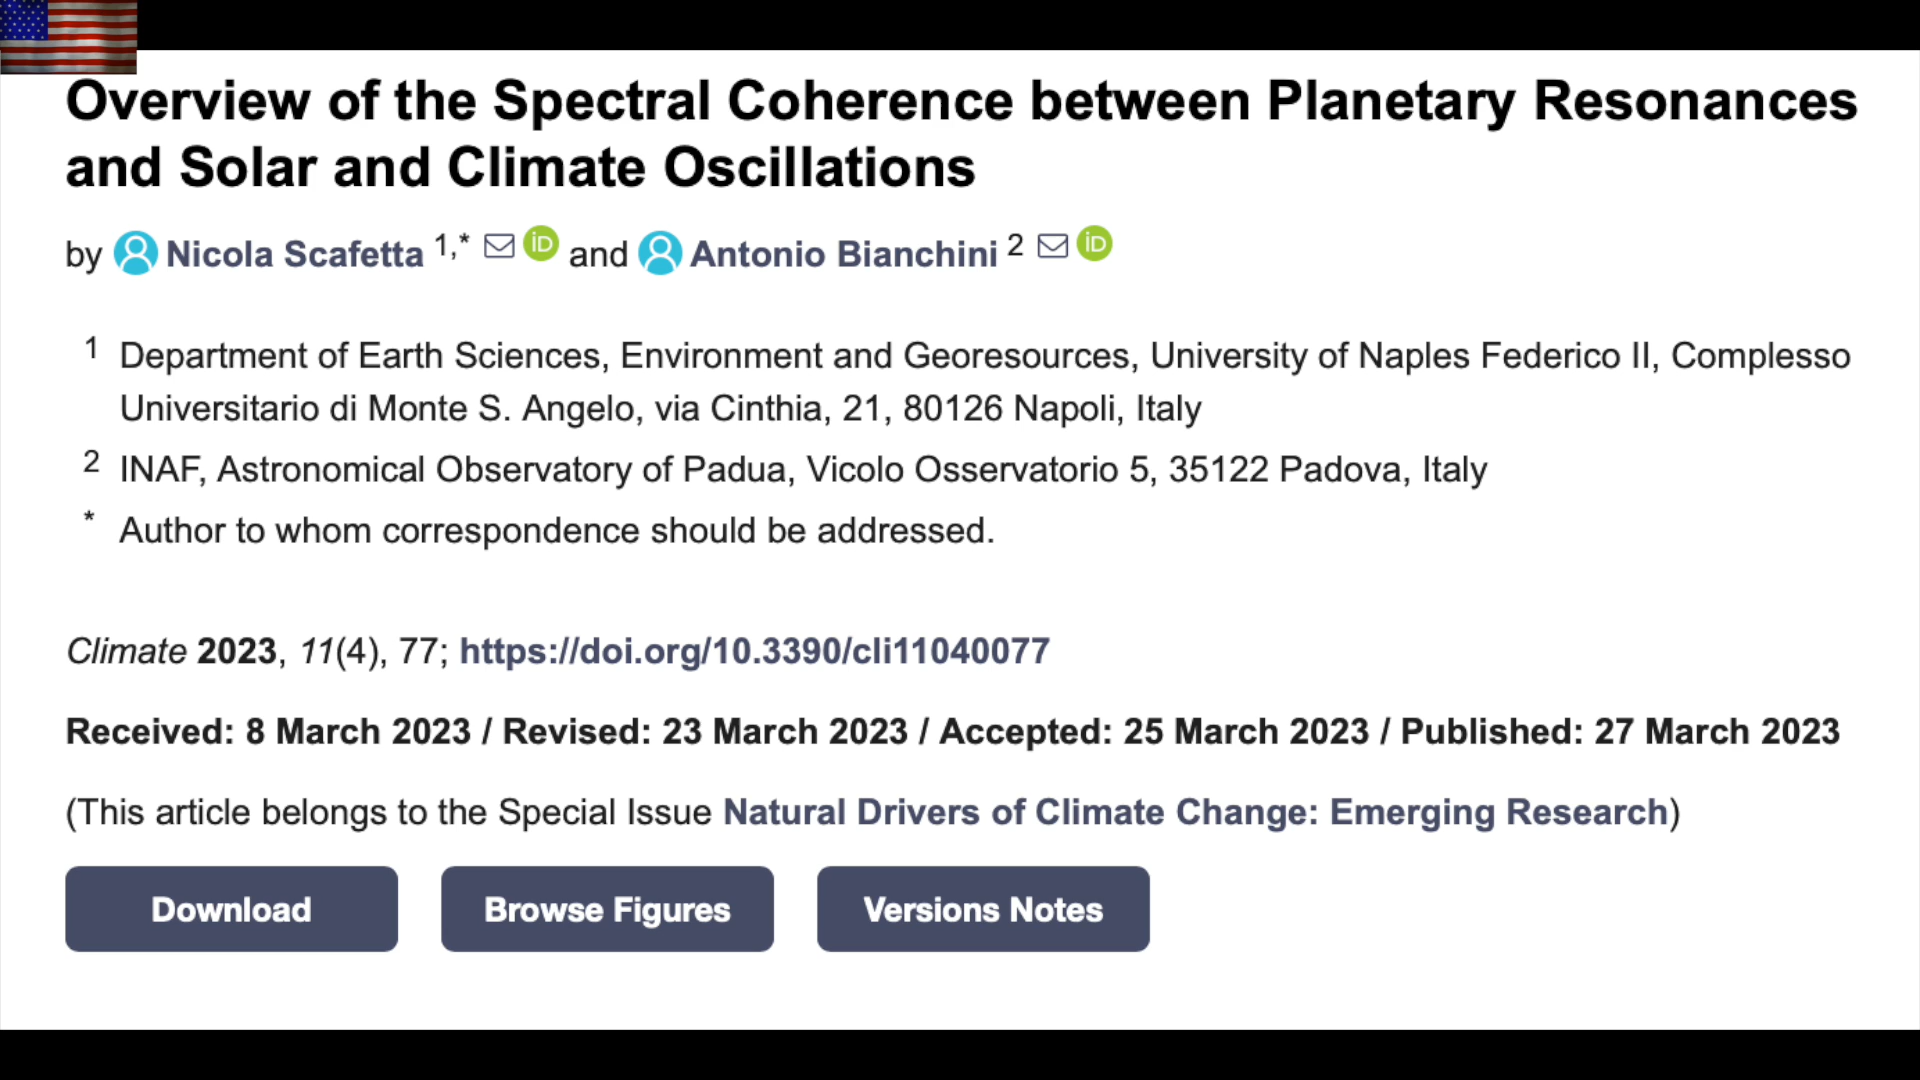 Overview of the Spectral Coherence between Planetary Resonances
and Solar and Climate Oscillations
by Nicola Scafetta 1,* iD and Antonio Bianchini 2 iD
1 Department of Earth Sciences, Environment and Georesources, University of Naples Federico II, Complesso
Universitario di Monte S. Angelo, via Cinthia, 21, 80126 Napoli, Italy
2 INAF, Astronomical Observatory of Padua, Vicolo Osservatorio 5, 35122 Padova, Italy
* Author to whom correspondence should be addressed.
Climate 2023, 11(4), 77; https://doi.org/10.3390/cli11040077
Received: 8 March 2023 / Revised: 23 March 2023 / Accepted: 25 March 2023 / Published: 27 March 2023
(This article belongs to the Special Issue Natural Drivers of Climate Change: Emerging Research)
Download Browse Figures Versions Notes